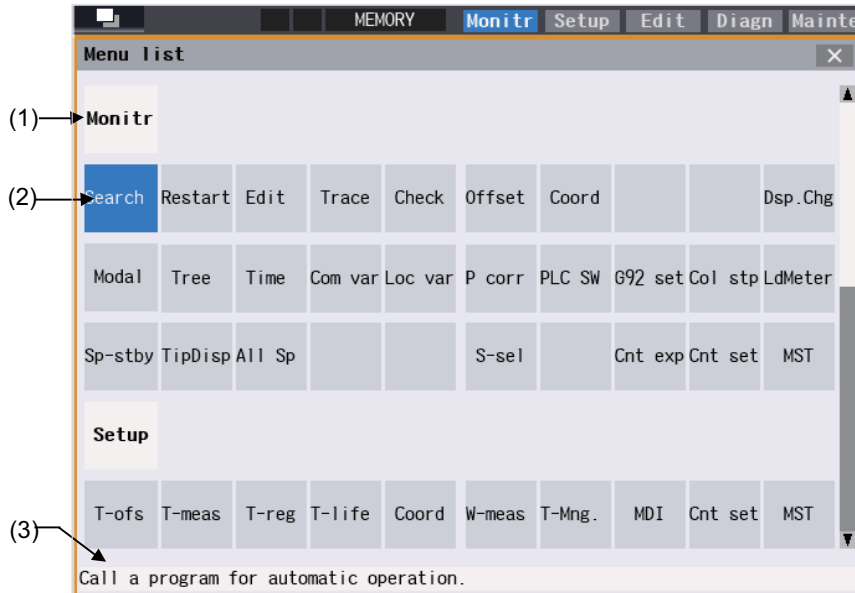 MEMORY Monitr Setup Edit Diagn Mainte
Menu list
(1) Monitr
(2) Search Restart Edit Trace Check Offset Coord Dsp.Chg
Modal Tree Time Com var Loc var P corr PLC SW G92 set Col stp LdMeter
Sp-stby TipDisp All Sp S-sel Cnt exp Cnt set MST
Setup
T-ofs T-meas T-reg T-life Coord W-meas T-Mng. MDI Cnt set MST
(3)
Call a program for automatic operation.